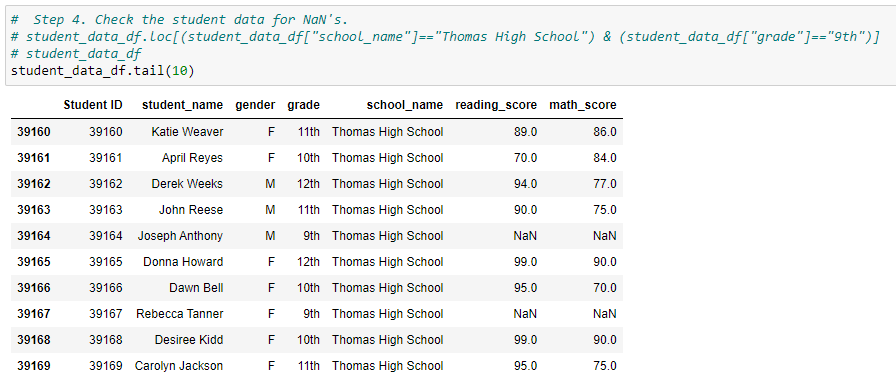 #  Step 4. Check the student data for NaN's.
# student_data_df.loc[(student_data_df["school_name"]=="Thomas High School") & (student_data_df["grade"]=="9th")]
# student_data_df
student_data_df.tail(10)
Student ID student_name gender grade school_name reading_score math_score
39160 39160 Katie Weaver F 11th Thomas High School 89.0 86.0
39161 39161 April Reyes F 10th Thomas High School 70.0 84.0
39162 39162 Derek Weeks M 12th Thomas High School 94.0 77.0
39163 39163 John Reese M 11th Thomas High School 90.0 75.0
39164 39164 Joseph Anthony M 9th Thomas High School NaN NaN
39165 39165 Donna Howard F 12th Thomas High School 99.0 90.0
39166 39166 Dawn Bell F 10th Thomas High School 95.0 70.0
39167 39167 Rebecca Tanner F 9th Thomas High School NaN NaN
39168 39168 Desiree Kidd F 10th Thomas High School 99.0 90.0
39169 39169 Carolyn Jackson F 11th Thomas High School 95.0 75.0